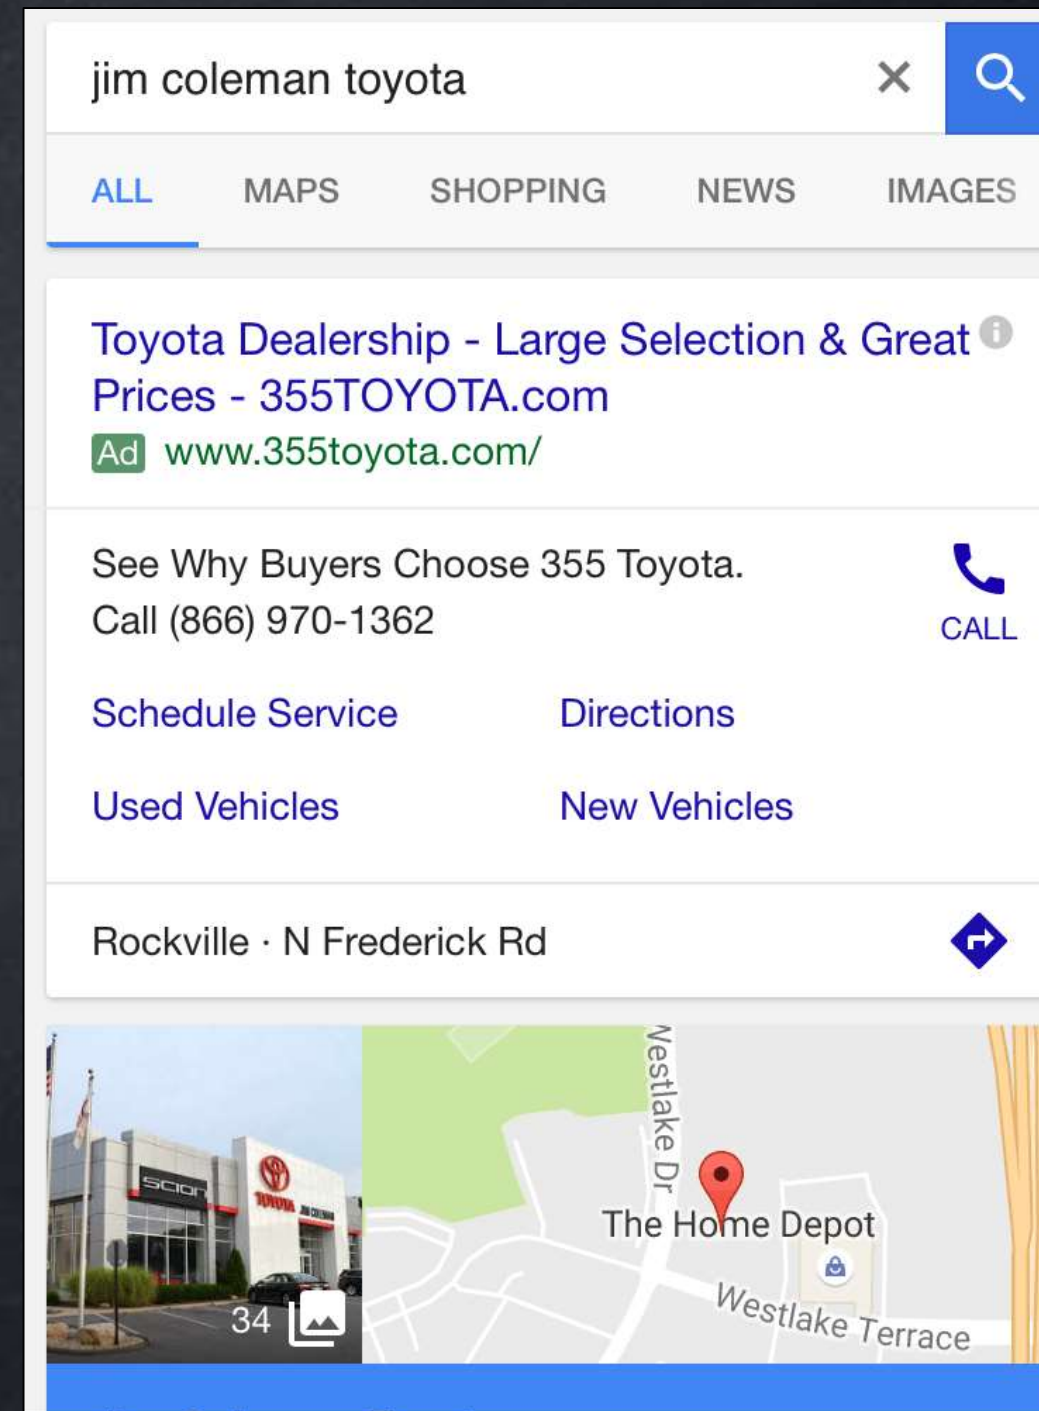 jim coleman toyota
ALL MAPS SHOPPING NEWS IMAGES
Toyota Dealership - Large Selection & Great
Prices - 355TOYOTA.com
Ad www.355toyota.com/
See Why Buyers Choose 355 Toyota.
Call (866) 970-1362
CALL
Schedule Service Directions
Used Vehicles New Vehicles
Rockville · N Frederick Rd
Westlake Dr
SCION
TOYOTA JIM COLEMAN
The Home Depot
Westlake Terrace
34